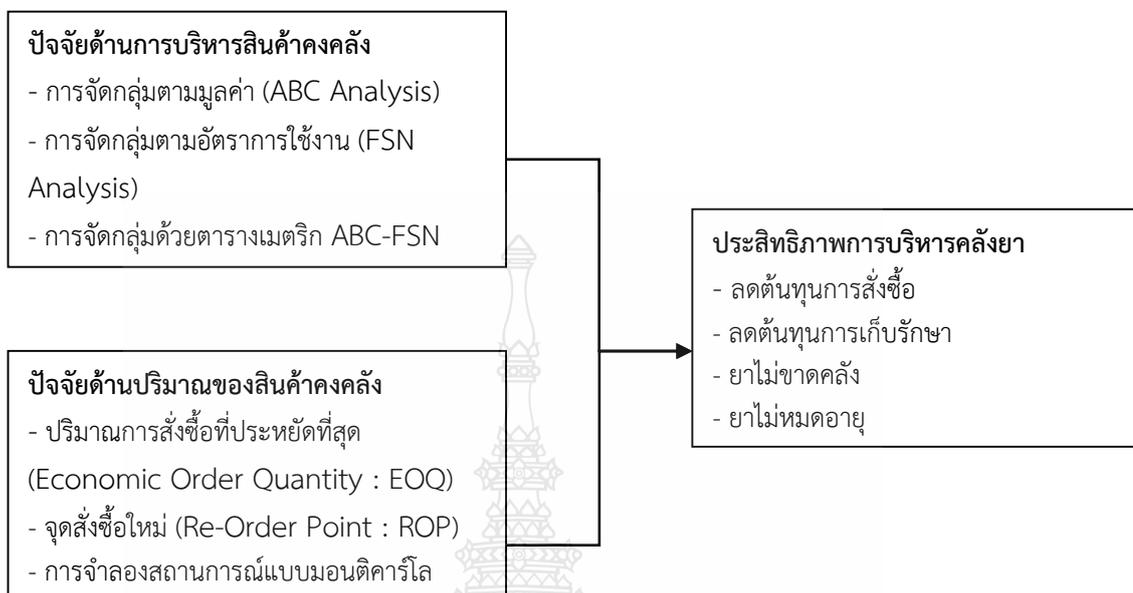 ปัจจัยด้านการบริหารสินค้าคงคลัง
- การจัดกลุ่มตามมูลค่า (ABC Analysis)
- การจัดกลุ่มตามอัตราการใช้งาน (FSN
Analysis)
- การจัดกลุ่มด้วยตารางเมตริก ABC-FSN
ปัจจัยด้านปริมาณของสินค้าคงคลัง
- ปริมาณการสั่งซื้อที่ประหยัดที่สุด
(Economic Order Quantity : EOQ)
- จุดสั่งซื้อใหม่ (Re-Order Point : ROP)
- การจำลองสถานการณ์แบบมอนติคาร์โล
ประสิทธิภาพการบริหารคลังยา
- ลดต้นทุนการสั่งซื้อ
- ลดต้นทุนการเก็บรักษา
- ยาไม่ขาดคลัง
- ยาไม่หมดอายุ